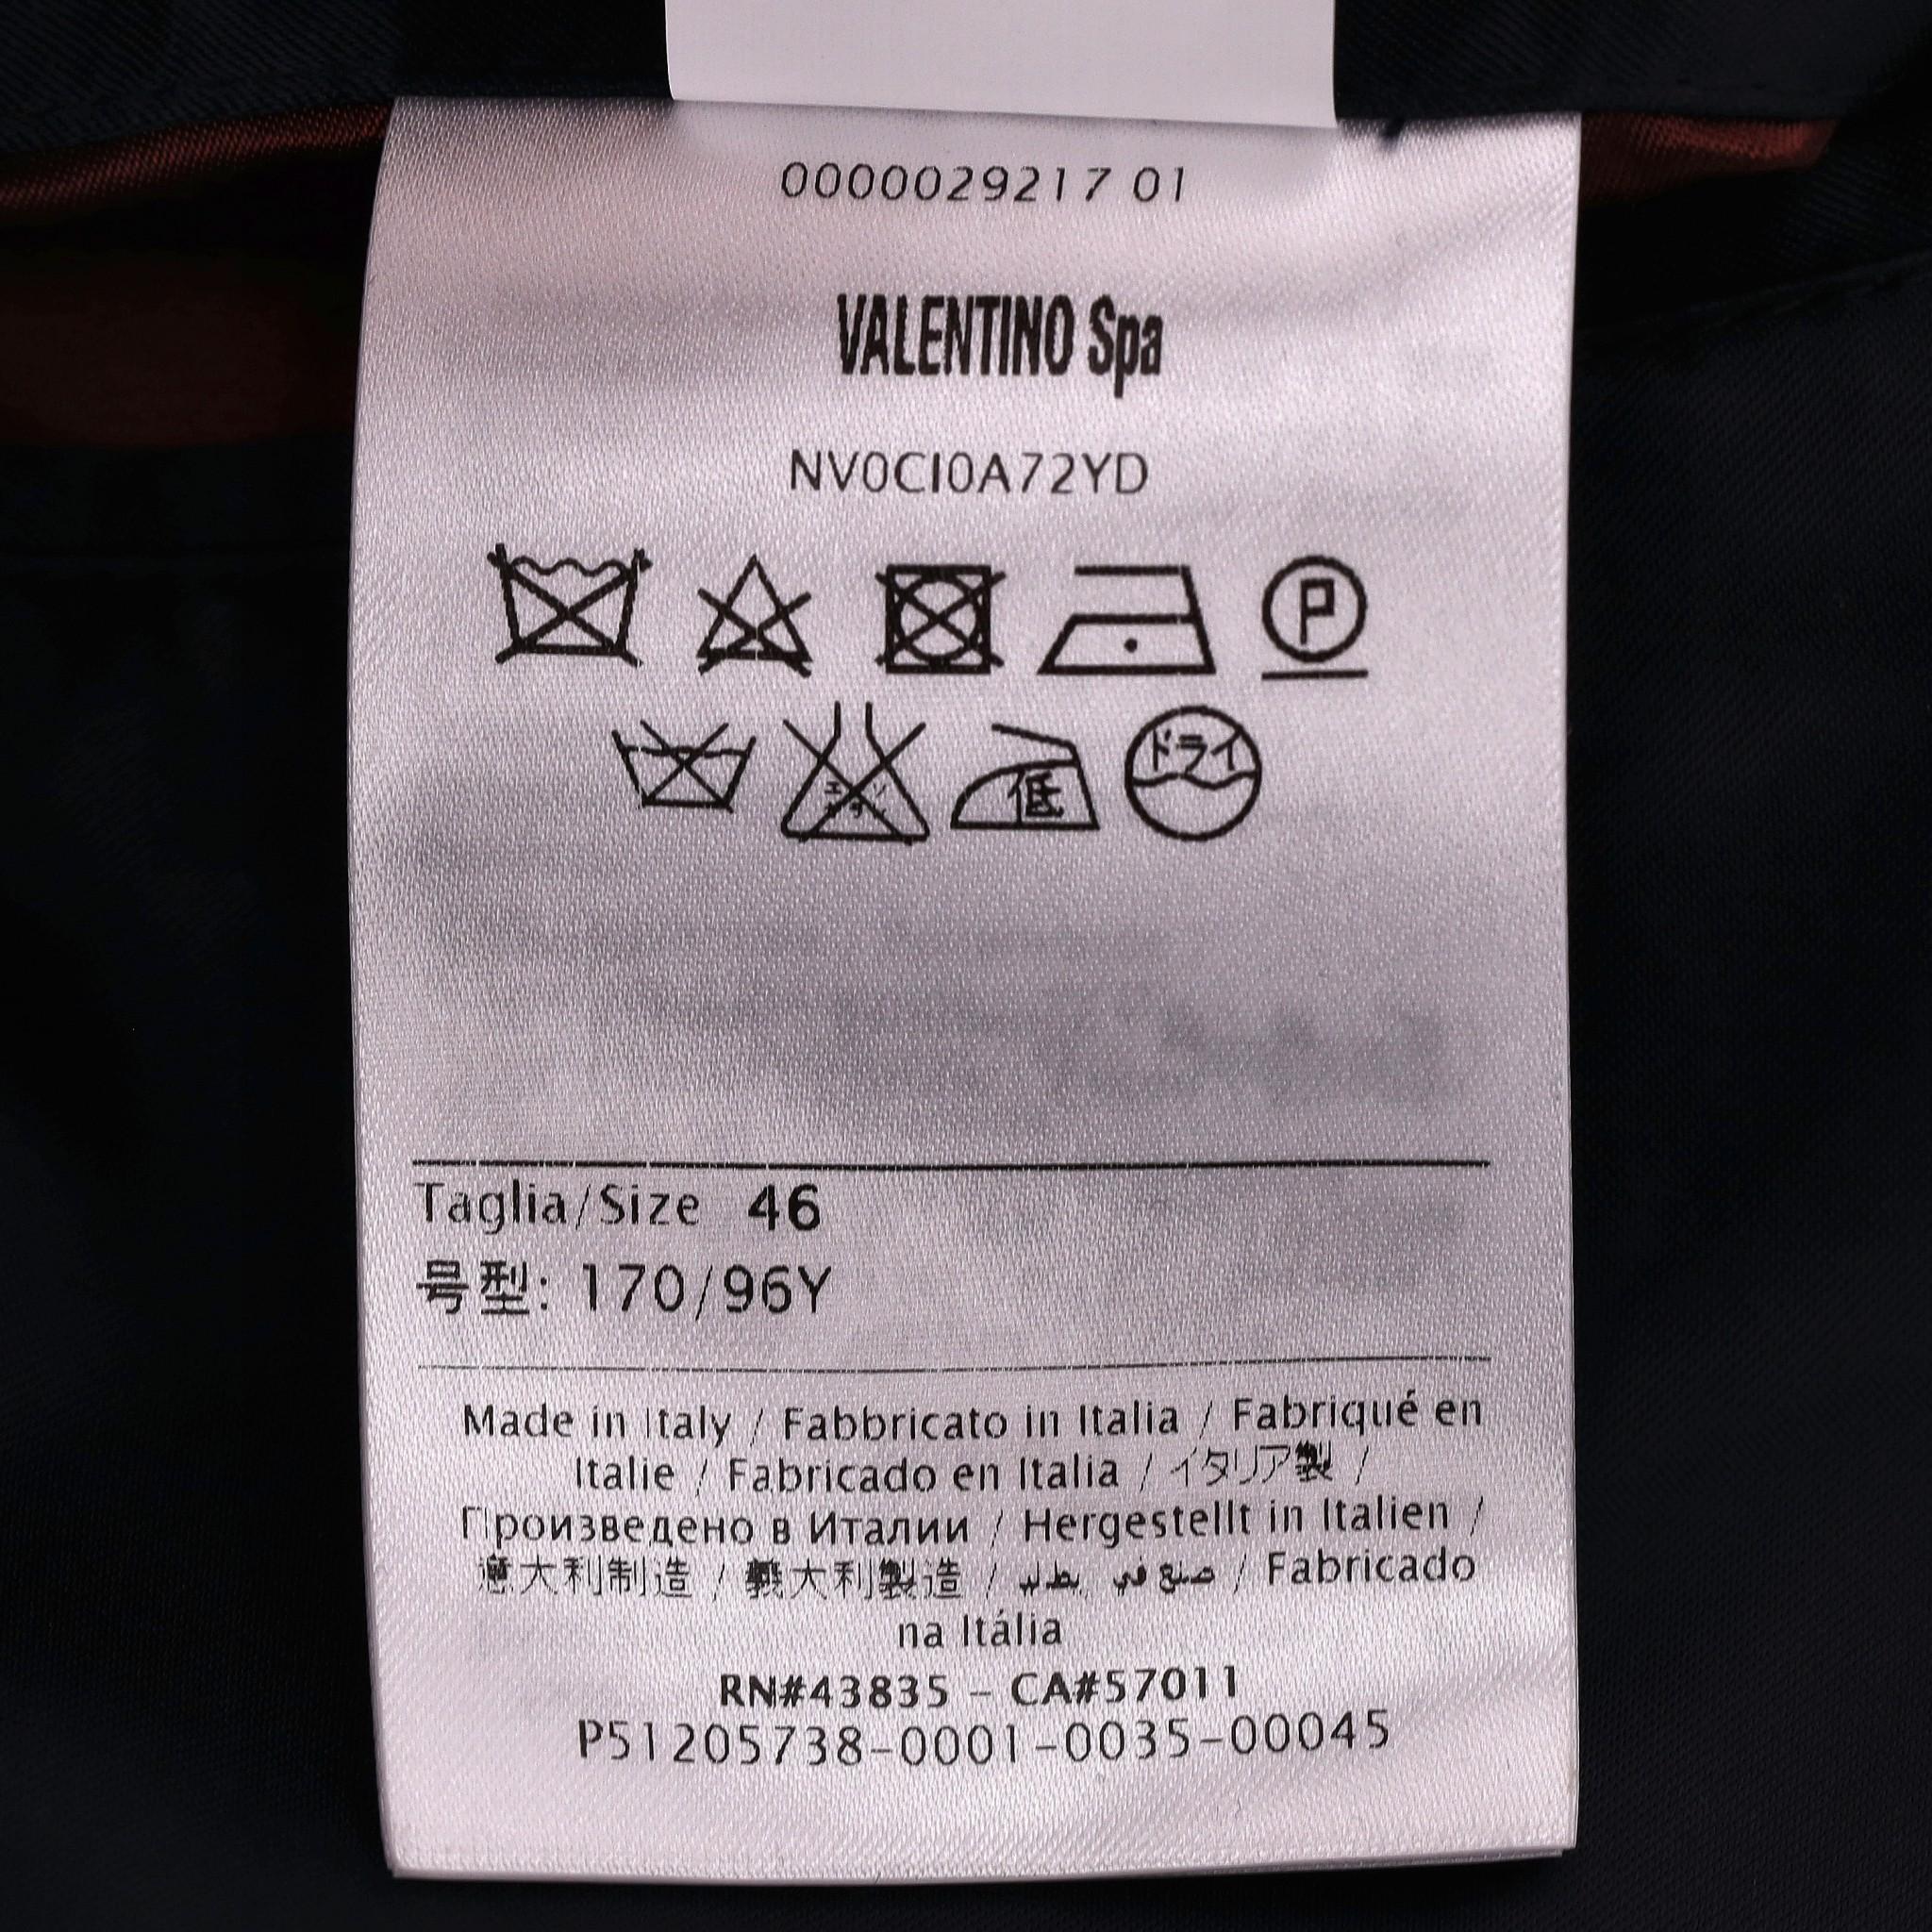 0000029217 01
VALENTINO Spa
NV0CI0A72YD
P
低
ドライ
Taglia/Size 46
号型: 170/96Y
Made in Italy / Fabbricato in Italia / Fabriqué en
Italie / Fabricado en Italia / イタリア製 /
Произведено в Италии / Hergestellt in Italien /
意大利制造 / 義大利製造 / صنع في / Fabricado
na Itália
RN#43835 – CA#57011
P51205738-0001-0035-00045